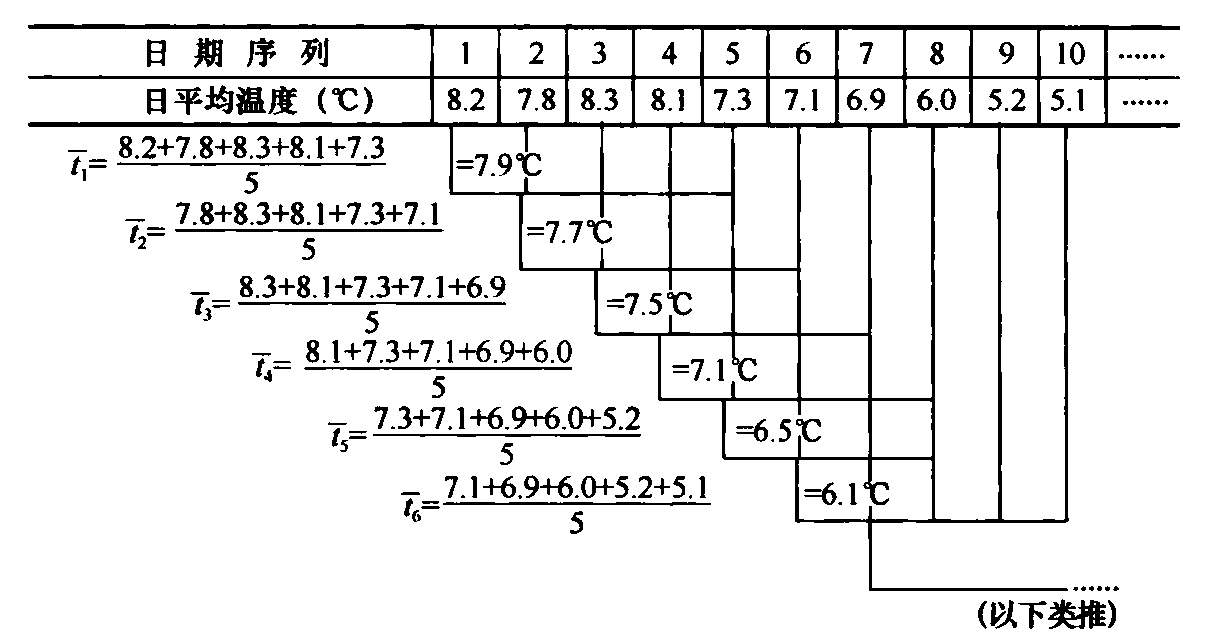 日期序列 1 2 3 4 5 6 7 8 9 10 ……
日平均温度（℃） 8.2 7.8 8.3 8.1 7.3 7.1 6.9 6.0 5.2 5.1 ……
t̄₁= (8.2+7.8+8.3+8.1+7.3)/5 =7.9℃
t̄₂= (7.8+8.3+8.1+7.3+7.1)/5 =7.7℃
t̄₃= (8.3+8.1+7.3+7.1+6.9)/5 =7.5℃
t̄₄= (8.1+7.3+7.1+6.9+6.0)/5 =7.1℃
t̄₅= (7.3+7.1+6.9+6.0+5.2)/5 =6.5℃
t̄₆= (7.1+6.9+6.0+5.2+5.1)/5 =6.1℃
……
(以下类推)